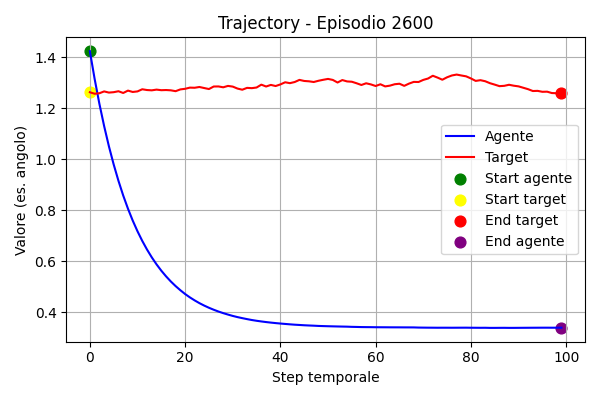 Trajectory - Episodio 2600
Valore (es. angolo)
1.4
1.2
1.0
0.8
0.6
0.4
Agente
Target
Start agente
Start target
End target
End agente
0 20 40 60 80 100
Step temporale